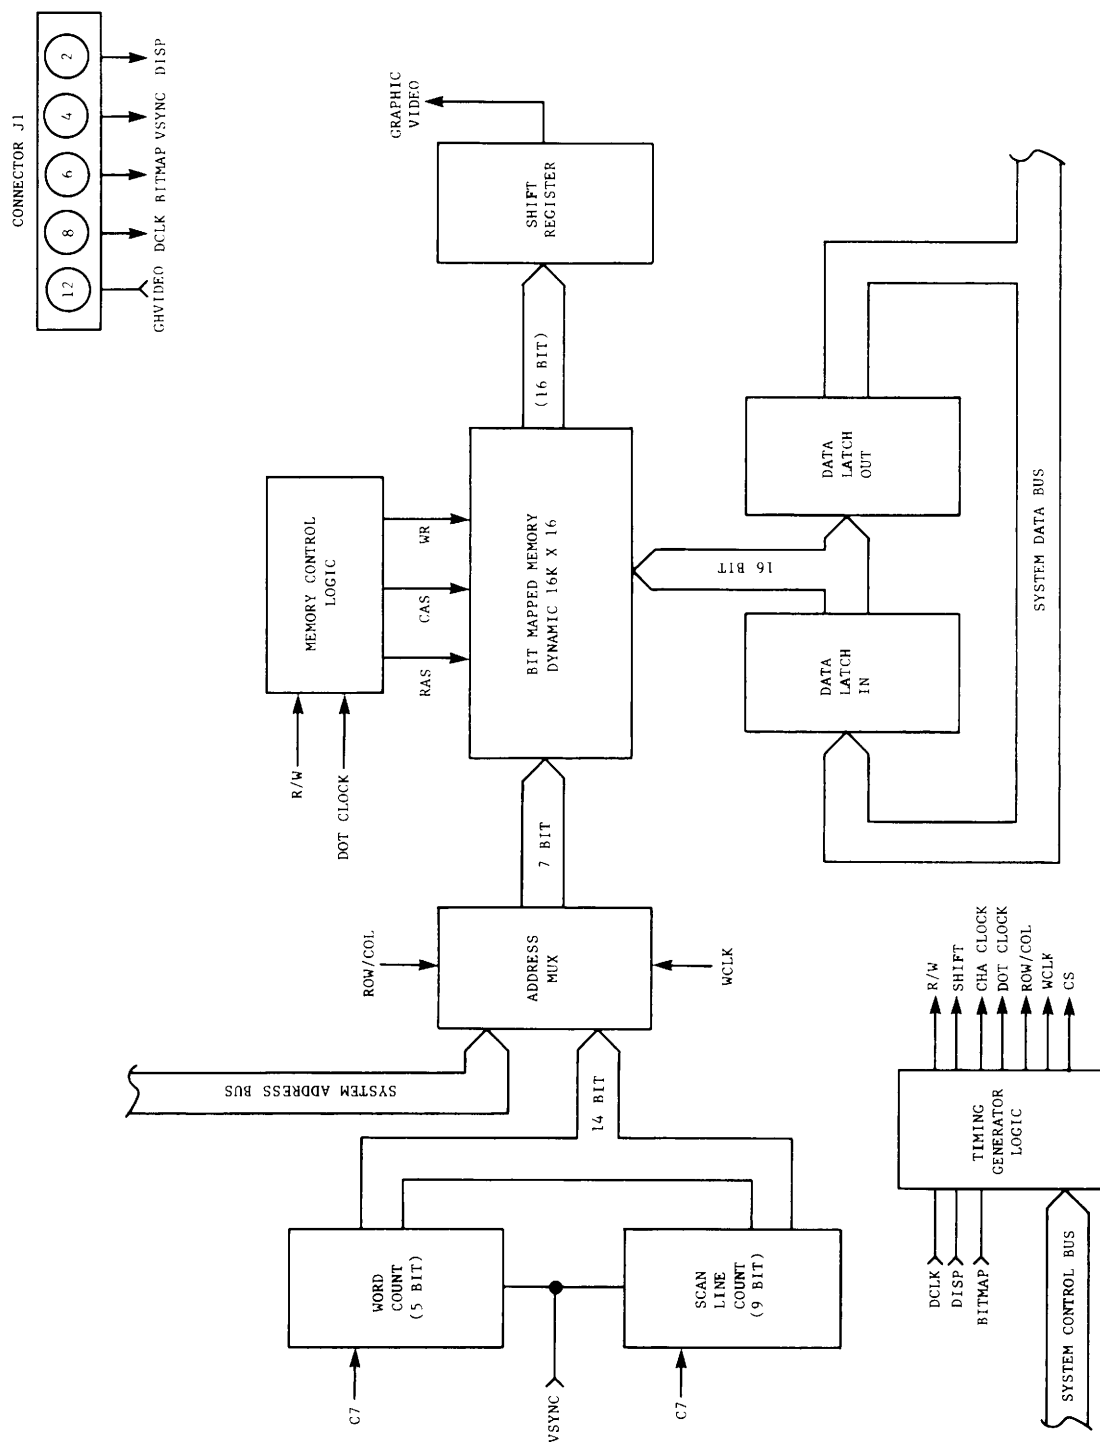 CONNECTOR J1
12
8
6
4
2
GHVIDEO
DCLK
BITMAP
VSYNC
DISP
R/W
DOT CLOCK
MEMORY CONTROL
LOGIC
RAS
CAS
WR
GRAPHIC
VIDEO
SYSTEM ADDRESS BUS
ROW/COL
ADDRESS
MUX
WCLK
7 BIT
BIT MAPPED MEMORY
DYNAMIC 16K X 16
(16 BIT)
SHIFT
REGISTER
C7
WORD
COUNT
(5 BIT)
14 BIT
VSYNC
C7
SCAN
LINE
COUNT
(9 BIT)
16 BIT
DATA
LATCH
IN
DATA
LATCH
OUT
SYSTEM DATA BUS
DCLK
DISP
BITMAP
SYSTEM CONTROL BUS
TIMING
GENERATOR
LOGIC
R/W
SHIFT
CHA CLOCK
DOT CLOCK
ROW/COL
WCLK
CS